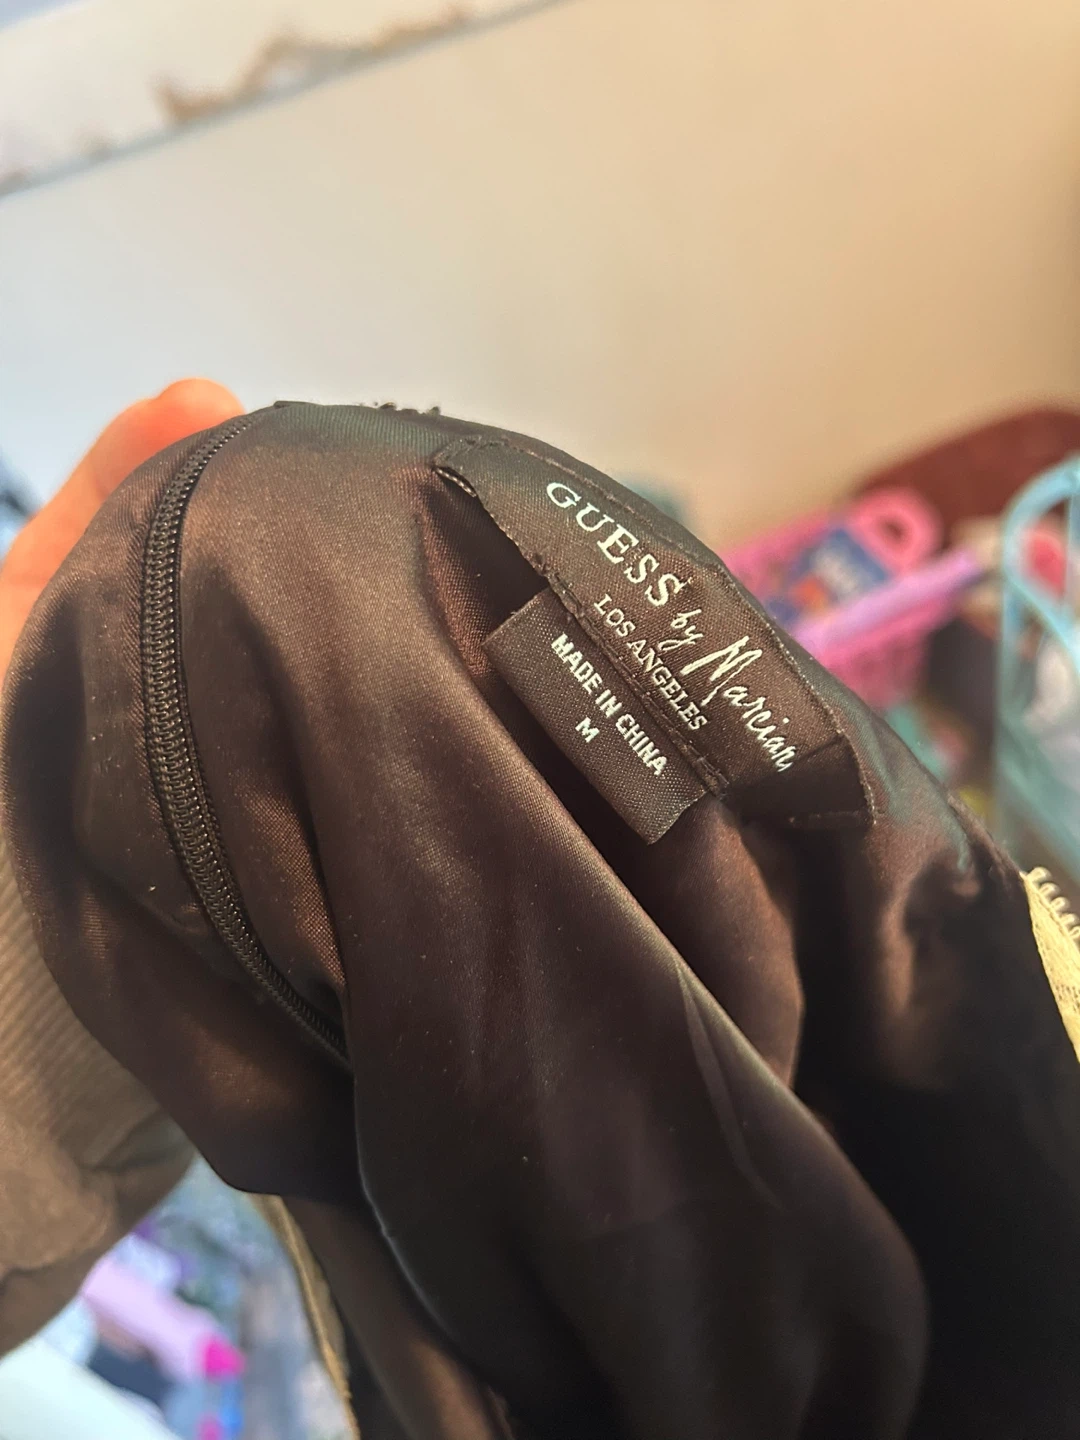 GUESS by Marciano
LOS ANGELES
MADE IN CHINA
M